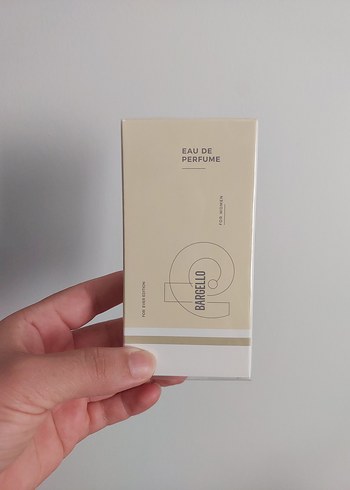 EAU DE
PERFUME
FOR WOMEN
BARGELLO